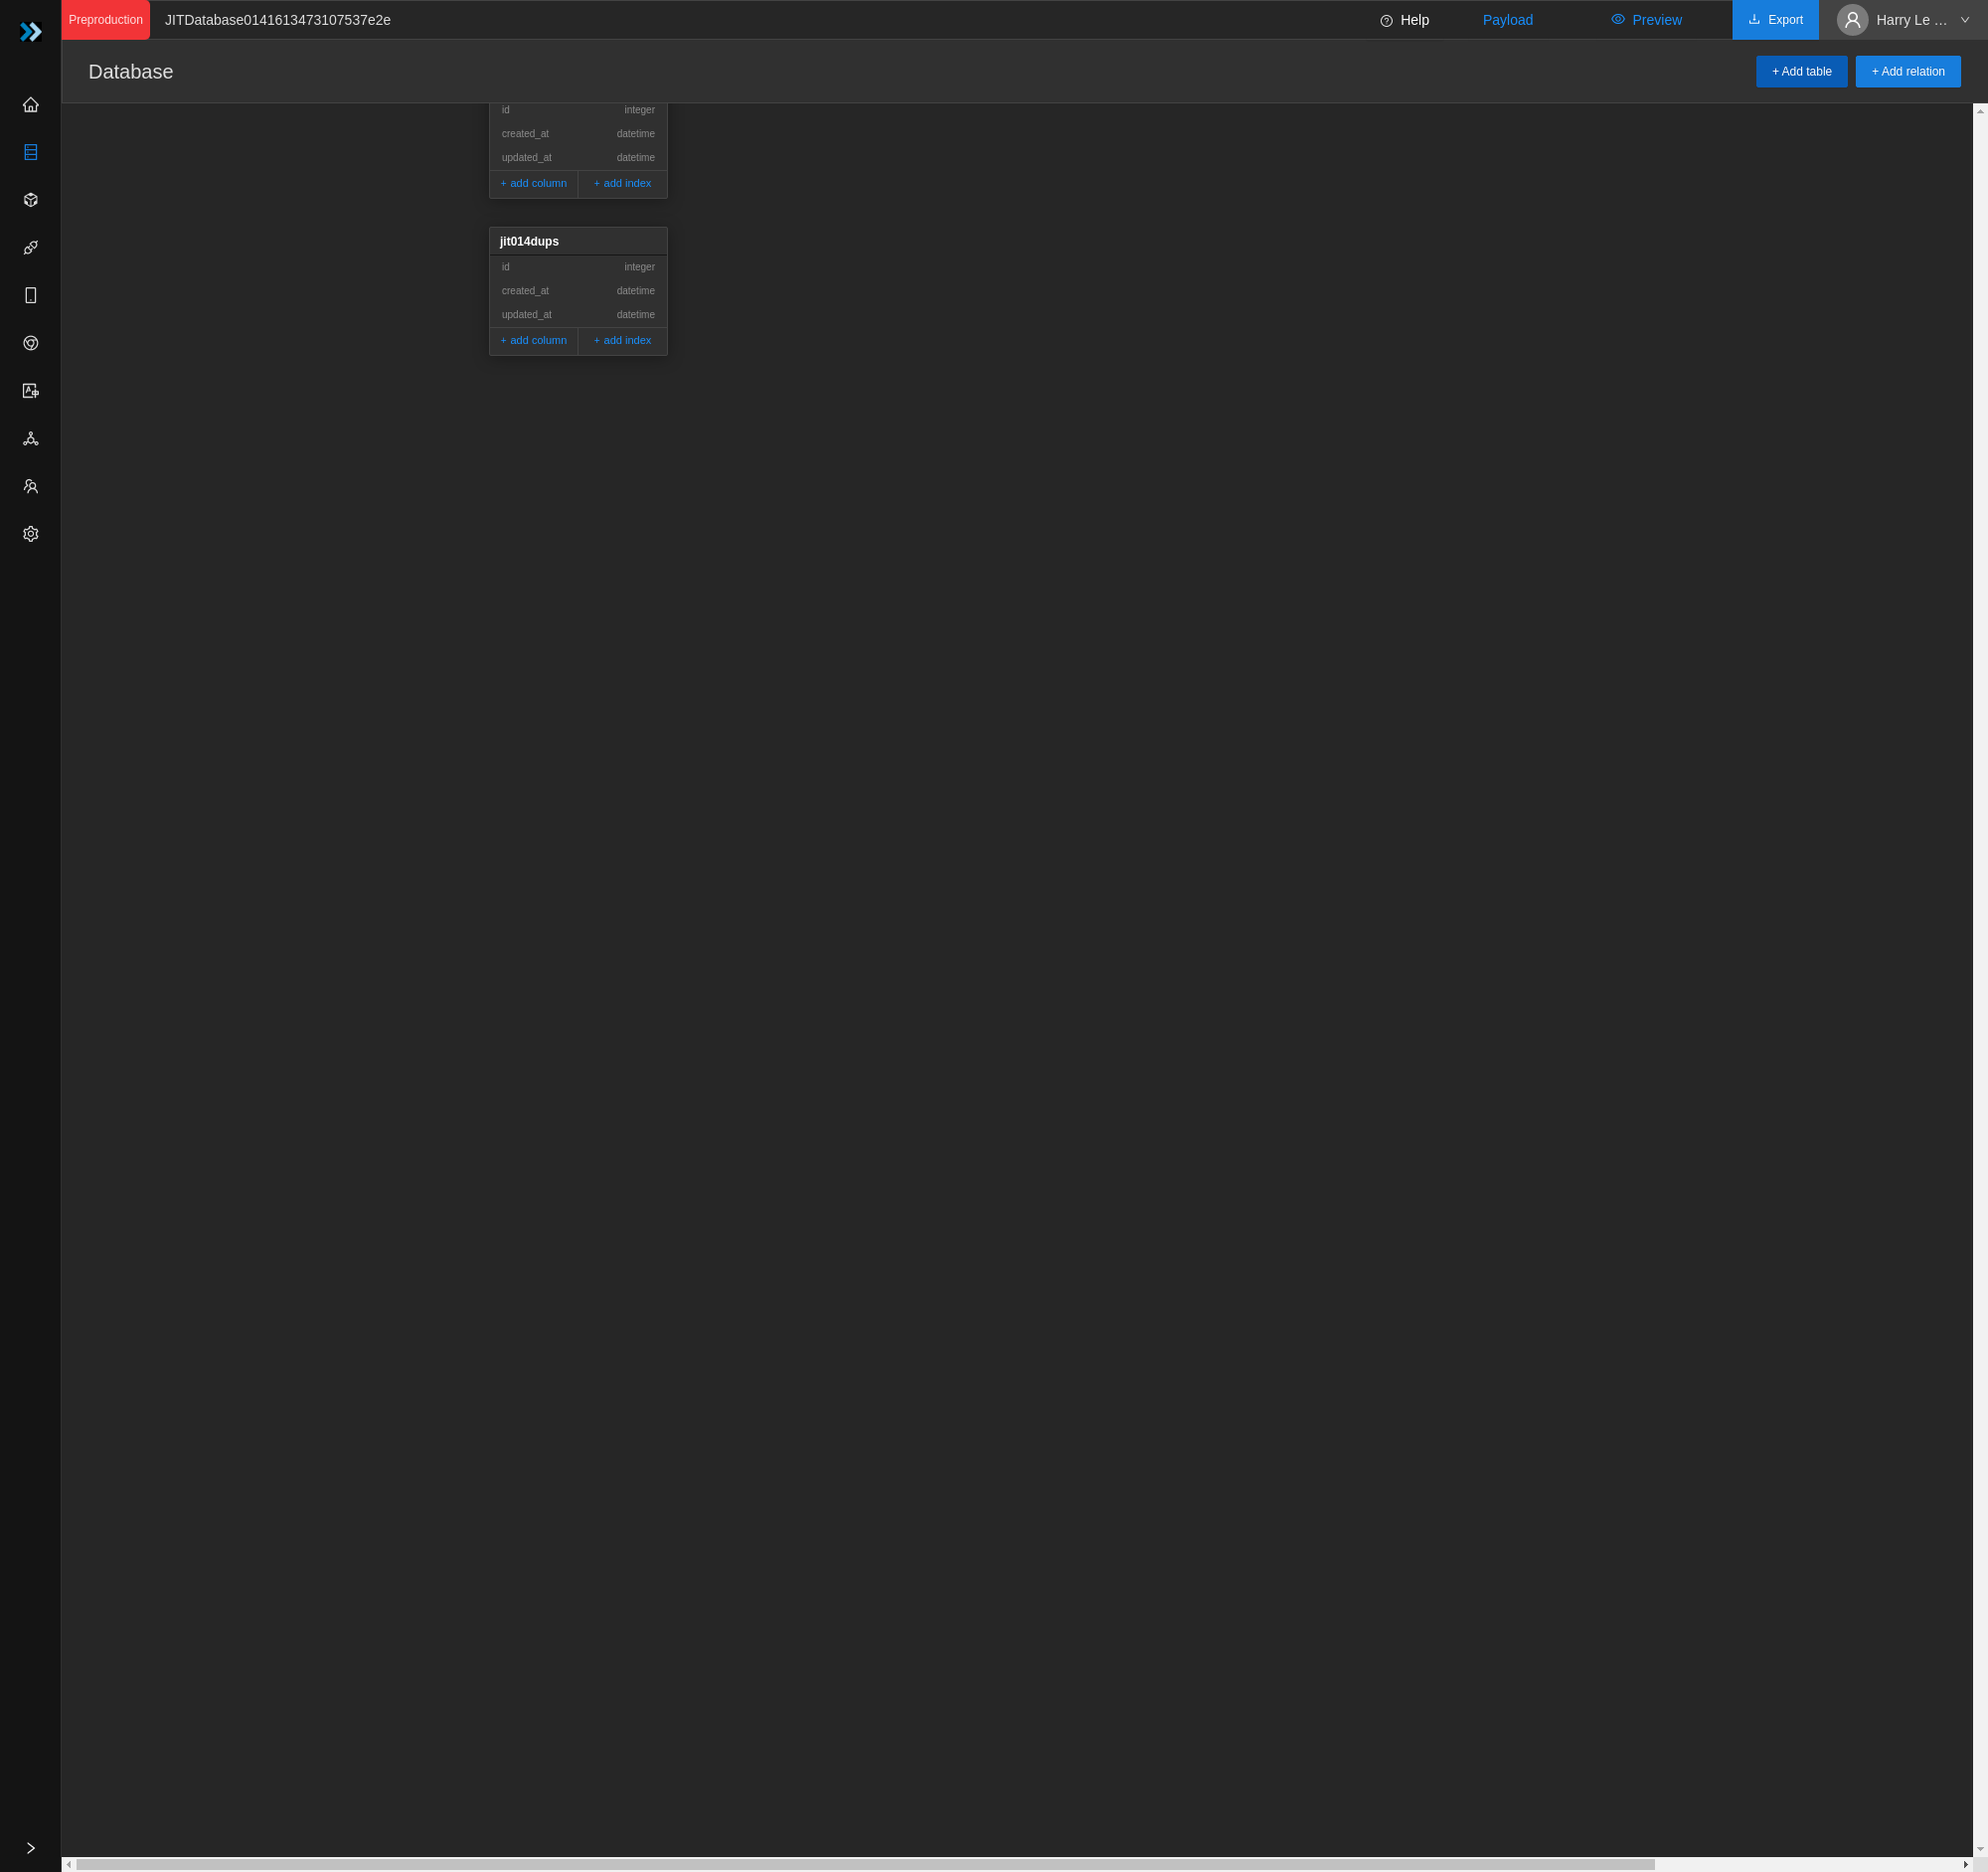 Preproduction JITDatabase0141613473107537e2e Help Payload Preview Export Harry Le ...
Database + Add table + Add relation
id integer
created_at datetime
updated_at datetime
+ add column + add index
jit014dups
id integer
created_at datetime
updated_at datetime
+ add column + add index